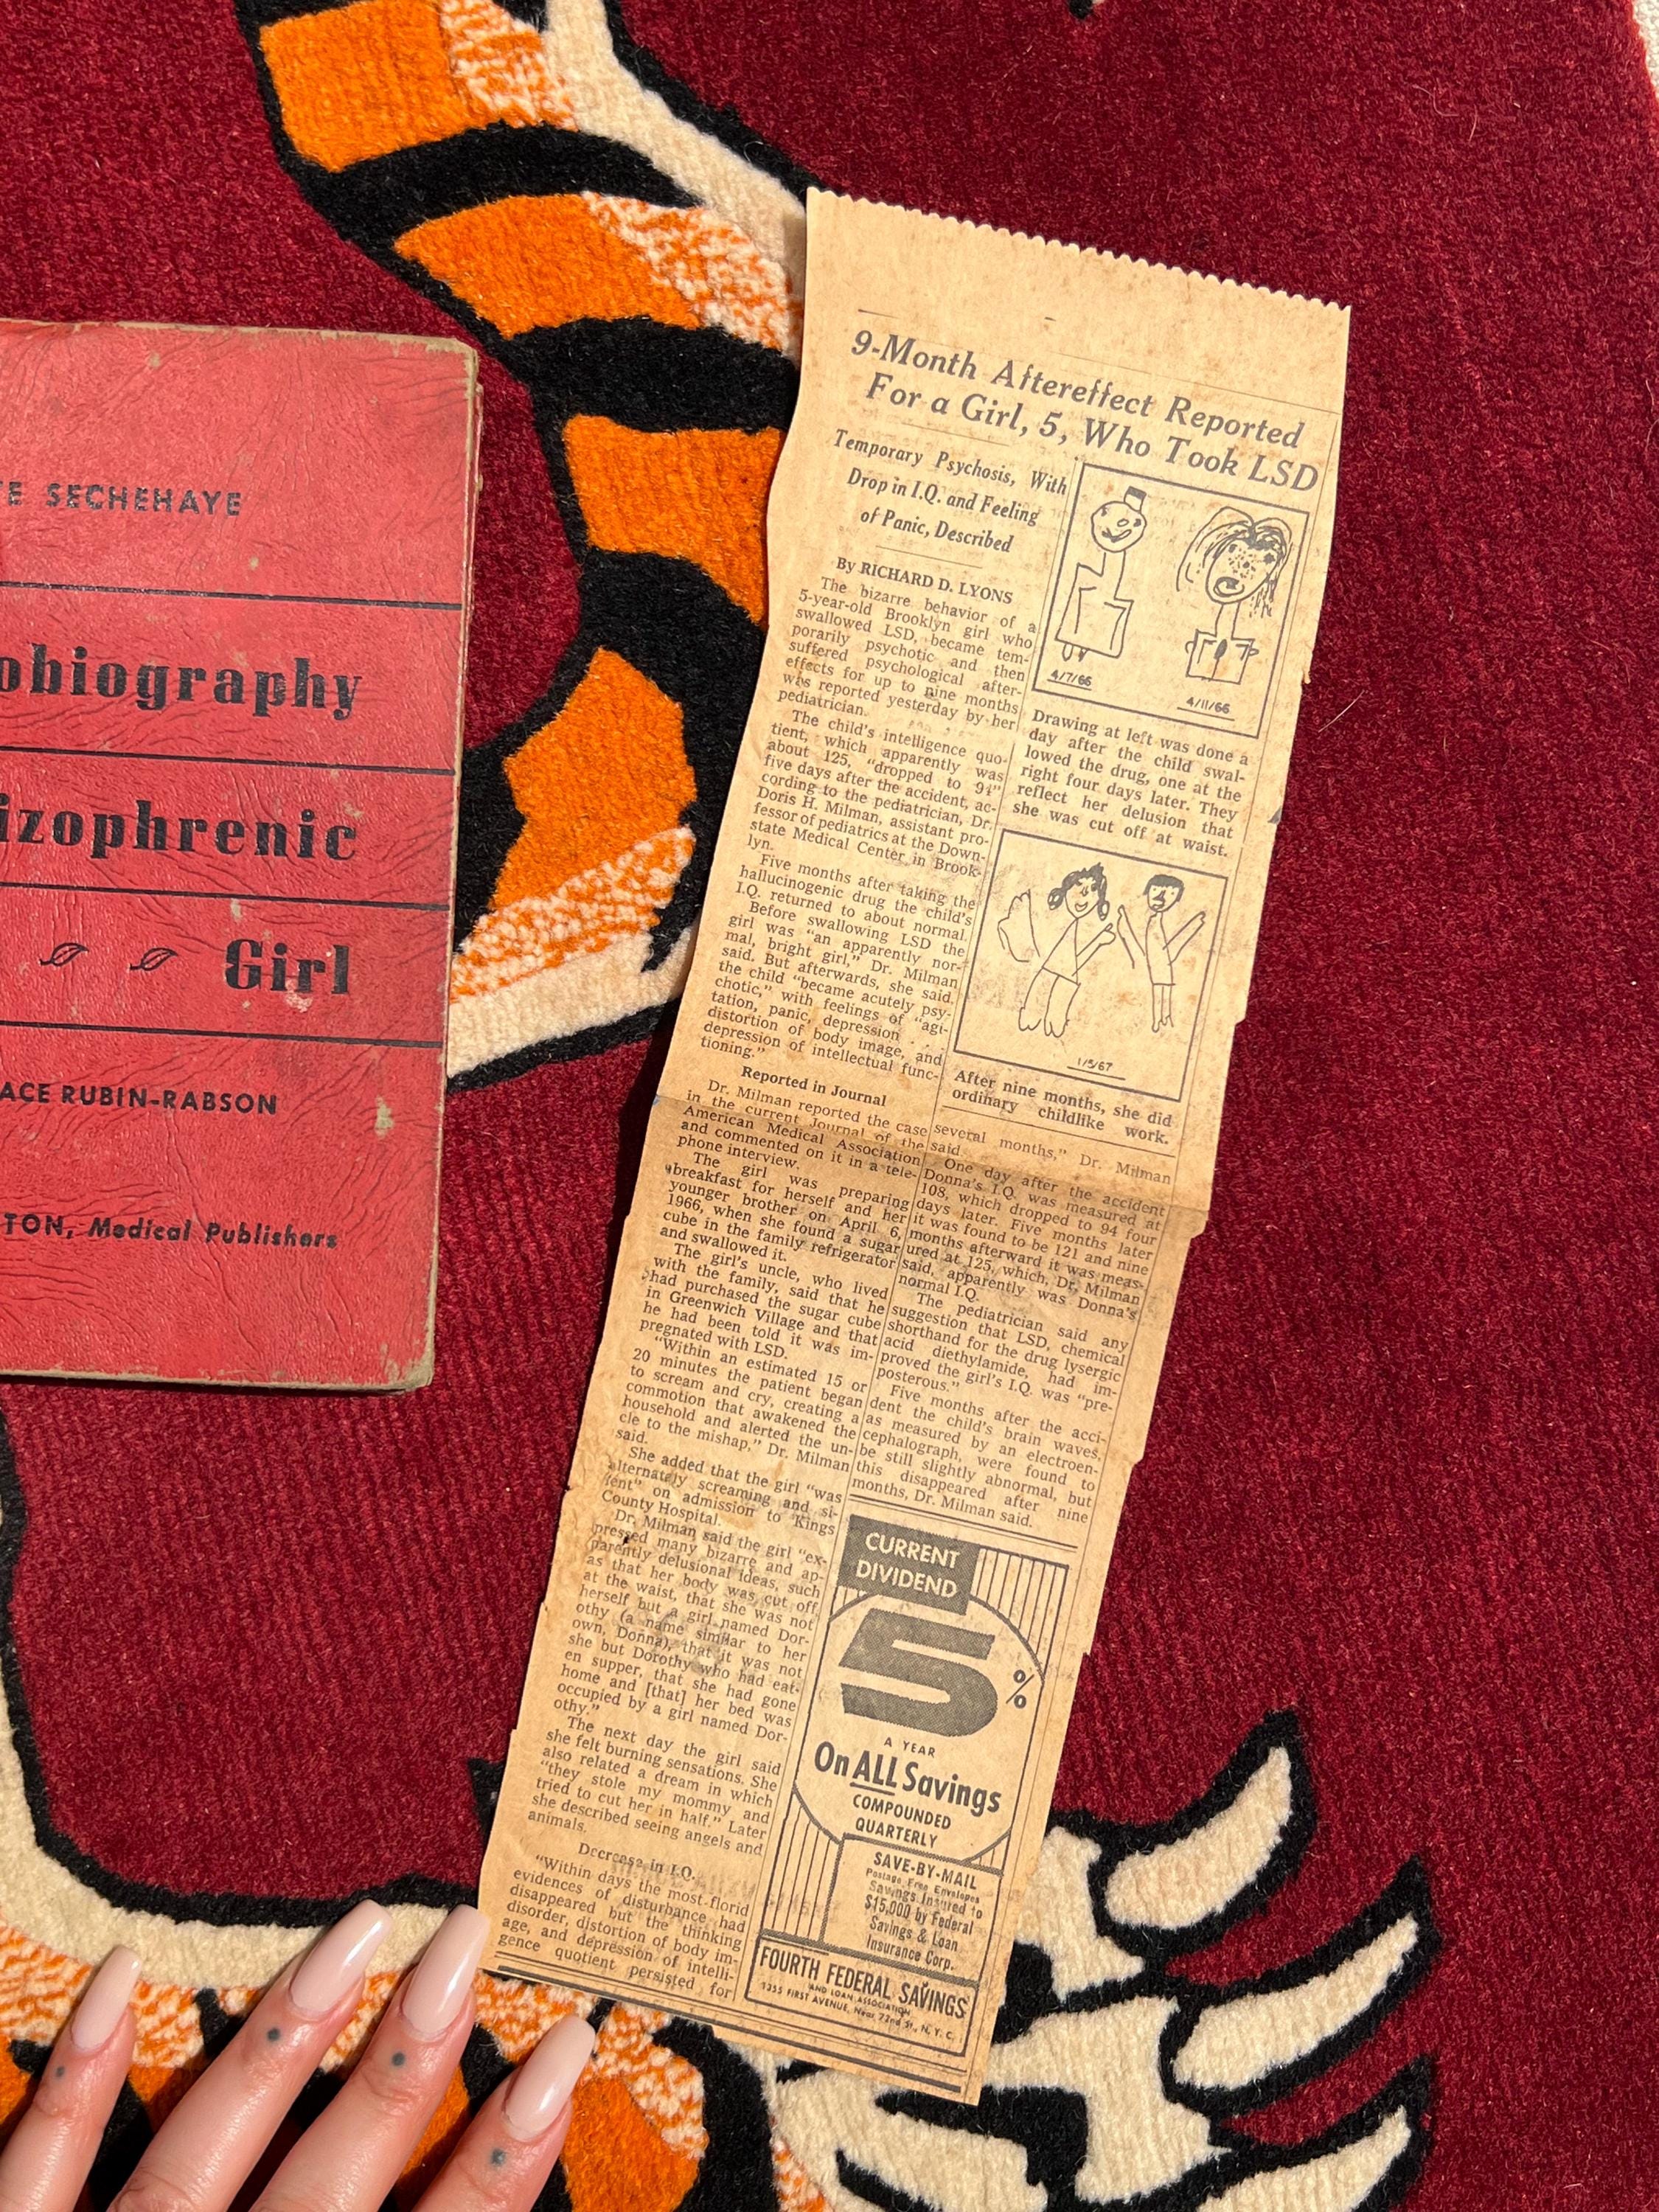 TE SECHEHAYE
obiography
izophrenic
Girl
ACE RUBIN-RABSON
TON, Medical Publishers
9-Month Aftereffect Reported
For a Girl, 5, Who Took LSD
Temporary Psychosis, With
Drop in I.Q. and Feeling
of Panic, Described
By RICHARD D. LYONS
The bizarre behavior of a
5-year-old Brooklyn girl who
swallowed LSD, became tem-
porarily psychotic and then
suffered psychological after-
effects for up to nine months
was reported yesterday by her
pediatrician.
The child's intelligence quo-
tient, which apparently was
about 125, "dropped to 94"
five days after the accident, ac-
cording to the pediatrician, Dr.
Doris H. Milman, assistant pro-
fessor of pediatrics at the Down-
state Medical Center in Brook-
lyn.
Five months after taking the
hallucinogenic drug the child's
I.Q. returned to about normal.
Before swallowing LSD the
girl was "an apparently nor-
mal, bright girl," Dr. Milman
said. But afterwards, she said,
the child "became acutely psy-
chotic," with feelings of "agi-
tation, panic, depression . . .
distortion of body image, and
depression of intellectual func-
tioning."
Reported in Journal
Dr. Milman reported the case
in the current Journal of the
American Medical Association
and commented on it in a tele-
phone interview.
The girl was preparing
breakfast for herself and her
younger brother on April 6,
1966, when she found a sugar
cube in the family refrigerator
and swallowed it.
The girl's uncle, who lived
with the family, said that he
had purchased the sugar cube
in Greenwich Village and that
he had been told it was im-
pregnated with LSD.
"Within an estimated 15 or
20 minutes the patient began
to scream and cry, creating a
commotion that awakened the
household and alerted the un-
cle to the mishap," Dr. Milman
said.
She added that the girl "was
alternately screaming and si-
lent" on admission to Kings
County Hospital.
Dr. Milman said the girl "ex-
pressed many bizarre and ap-
parently delusional ideas, such
as that her body was cut off
at the waist, that she was not
herself but a girl named Dor-
othy (a name similar to her
own, Donna), that it was not
she but Dorothy who had eat-
en supper, that she had gone
home and [that] her bed was
occupied by a girl named Dor-
othy."
The next day the girl said
she felt burning sensations. She
also related a dream in which
"they stole my mommy and
tried to cut her in half." Later
she described seeing angels and
animals.
Decrease in I.Q.
"Within days the most florid
evidences of disturbance had
disappeared but the thinking
disorder, distortion of body im-
age, and depression of intelli-
gence quotient persisted for
4/7/66
4/11/66
Drawing at left was done a
day after the child swal-
lowed the drug, one at the
right four days later. They
reflect her delusion that
she was cut off at waist.
1/5/67
After nine months, she did
ordinary childlike work.
several months," Dr. Milman
said
One day after the accident
Donna's I.Q. was measured at
108, which dropped to 94 four
days later. Five months later
it was found to be 121 and nine
months afterward it was meas-
ured at 125, which, Dr. Milman
said, apparently was Donna's
normal I.Q.
The pediatrician said any
suggestion that LSD, chemical
shorthand for the drug lysergic
acid diethylamide, had im-
proved the girl's I.Q. was "pre-
posterous."
Five months after the acci-
dent the child's brain waves,
as measured by an electroen-
cephalograph, were found to
be still slightly abnormal, but
this disappeared after nine
months, Dr. Milman said.
CURRENT
DIVIDEND
5%
A YEAR
On ALL Savings
COMPOUNDED
QUARTERLY
SAVE-BY-MAIL
Postage Free Envelopes
Savings Insured to
$15,000 by Federal
Savings & Loan
Insurance Corp.
FOURTH FEDERAL SAVINGS
AND LOAN ASSOCIATION
1355 FIRST AVENUE, Near 72nd St., N.Y.C.